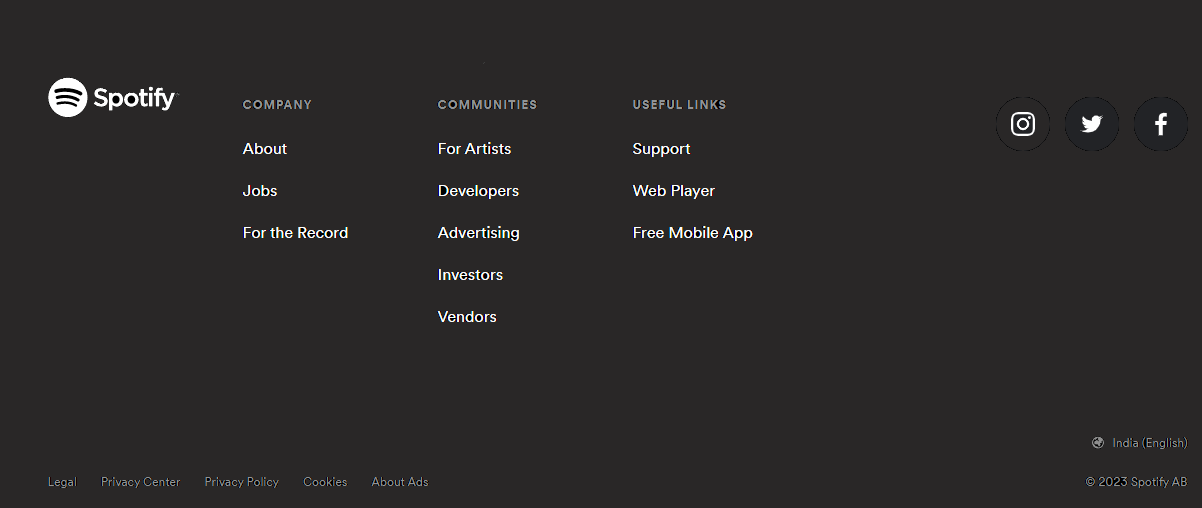 Spotify
COMPANY
About
Jobs
For the Record
COMMUNITIES
For Artists
Developers
Advertising
Investors
Vendors
USEFUL LINKS
Support
Web Player
Free Mobile App
India (English)
Legal Privacy Center Privacy Policy Cookies About Ads
© 2023 Spotify AB